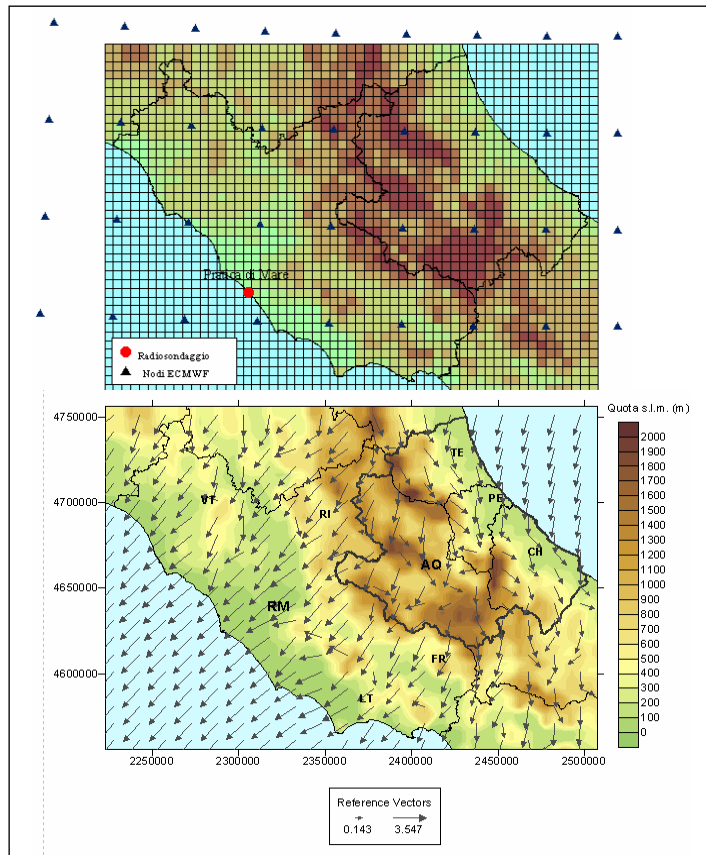 Pratica di Mare
Radiosondaggio
Nodi ECMWF
Quota s.l.m. (m)
2000
1900
1800
1700
1600
1500
1400
1300
1200
1100
1000
900
800
700
600
500
400
300
200
100
0
4750000
4700000
4650000
4600000
TE
PE
VT
RI
CH
AQ
RM
FR
LT
2250000
2300000
2350000
2400000
2450000
2500000
Reference Vectors
0.143
3.547